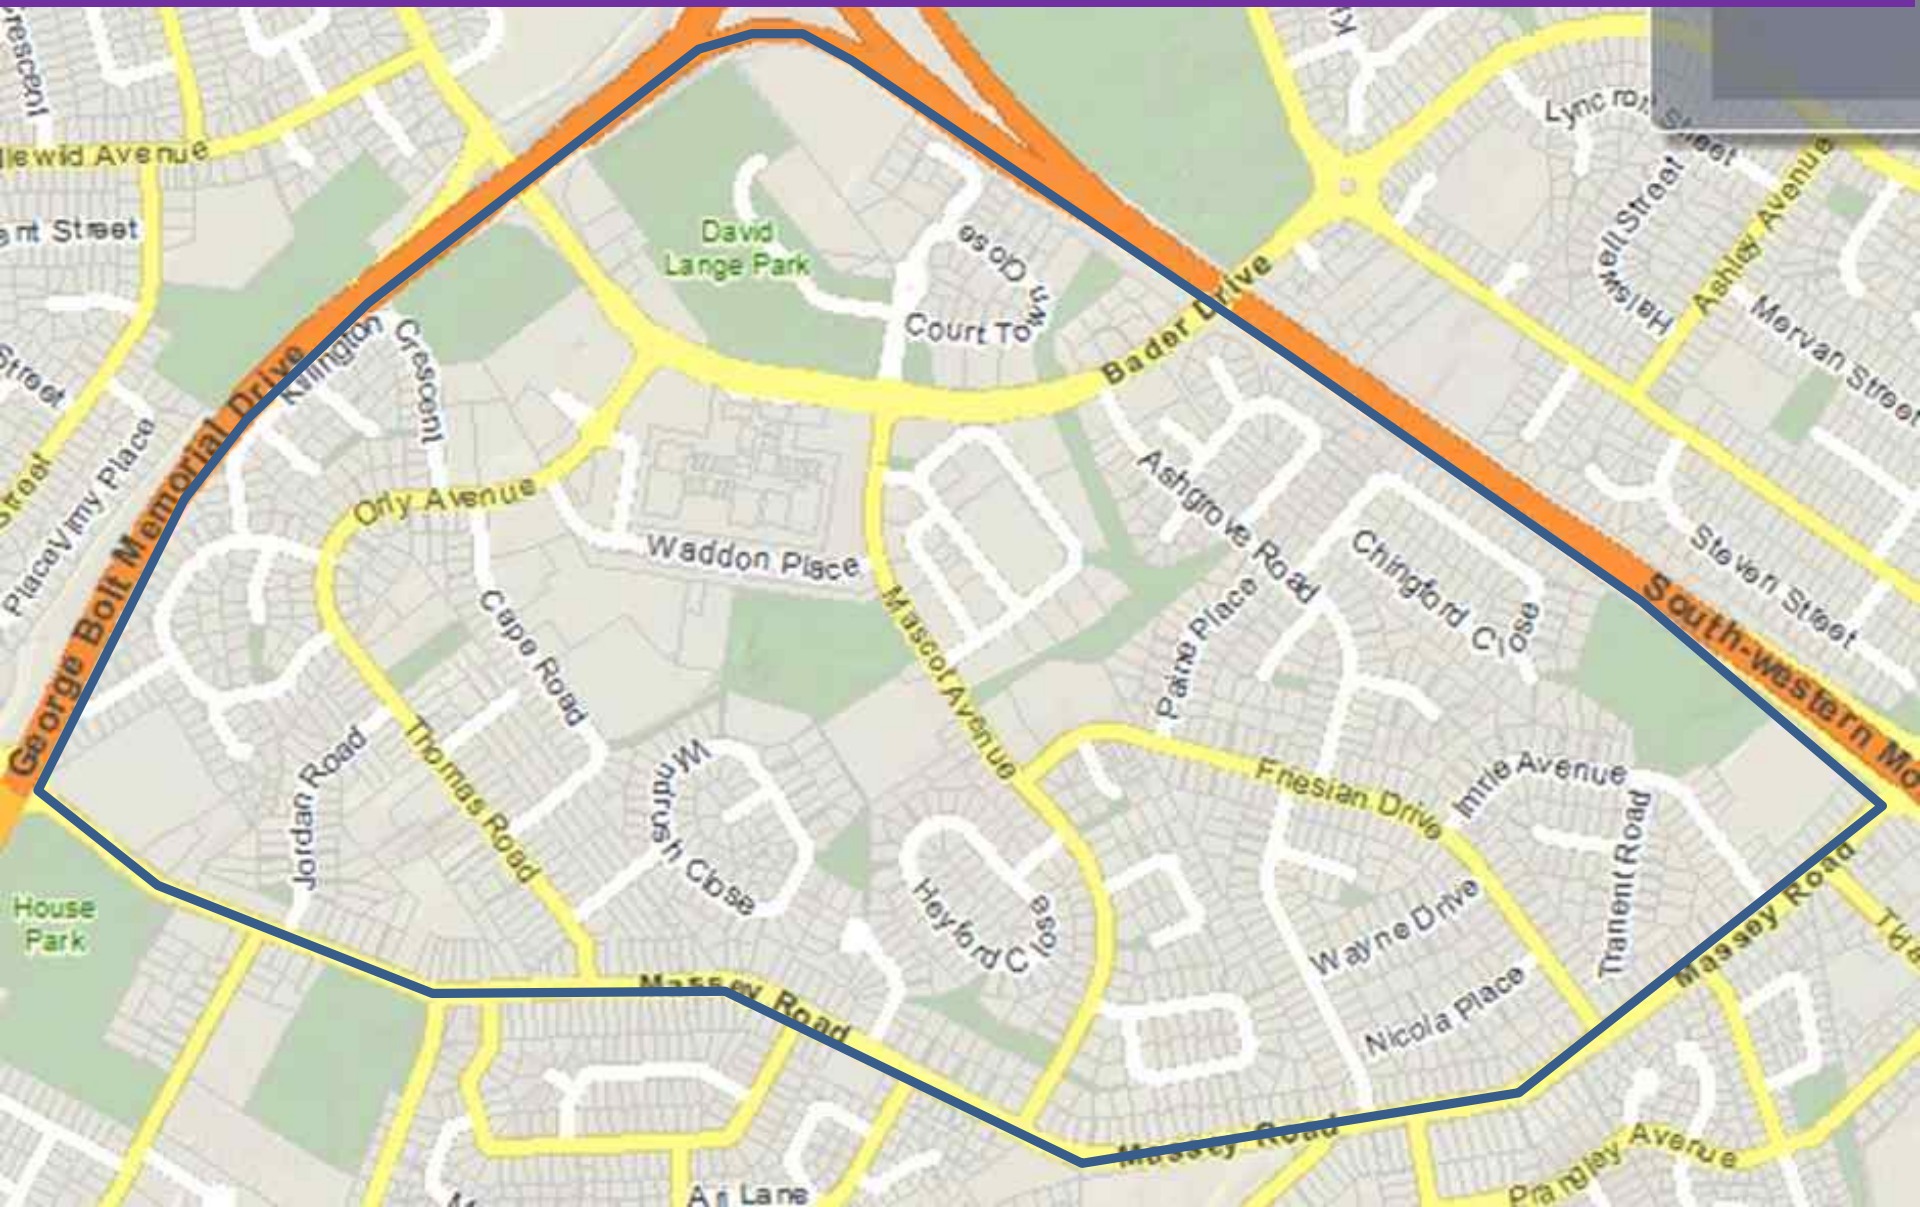 Avenue
Street
Lyncroft Street
Halswell Street
Ashley Avenue
Mervan Street
David
Lange Park
Court Town Close
Bader Drive
Killington
Crescent
George Bolt Memorial Drive
Vimy Place
Place
Street
Street
Orly Avenue
Waddon Place
Ashgrove Road
Chingford Close
Steven Street
South-western Mo
Cape Road
Mascot Avenue
Paine Place
Thomas Road
Jordan Road
Windrush Close
Friesian Drive
Imrie Avenue
Tranent Road
House
Park
Heyford Close
Wayne Drive
Nicola Place
Massey Road
Massey Road
Massey Road
Prangley Avenue
Lane